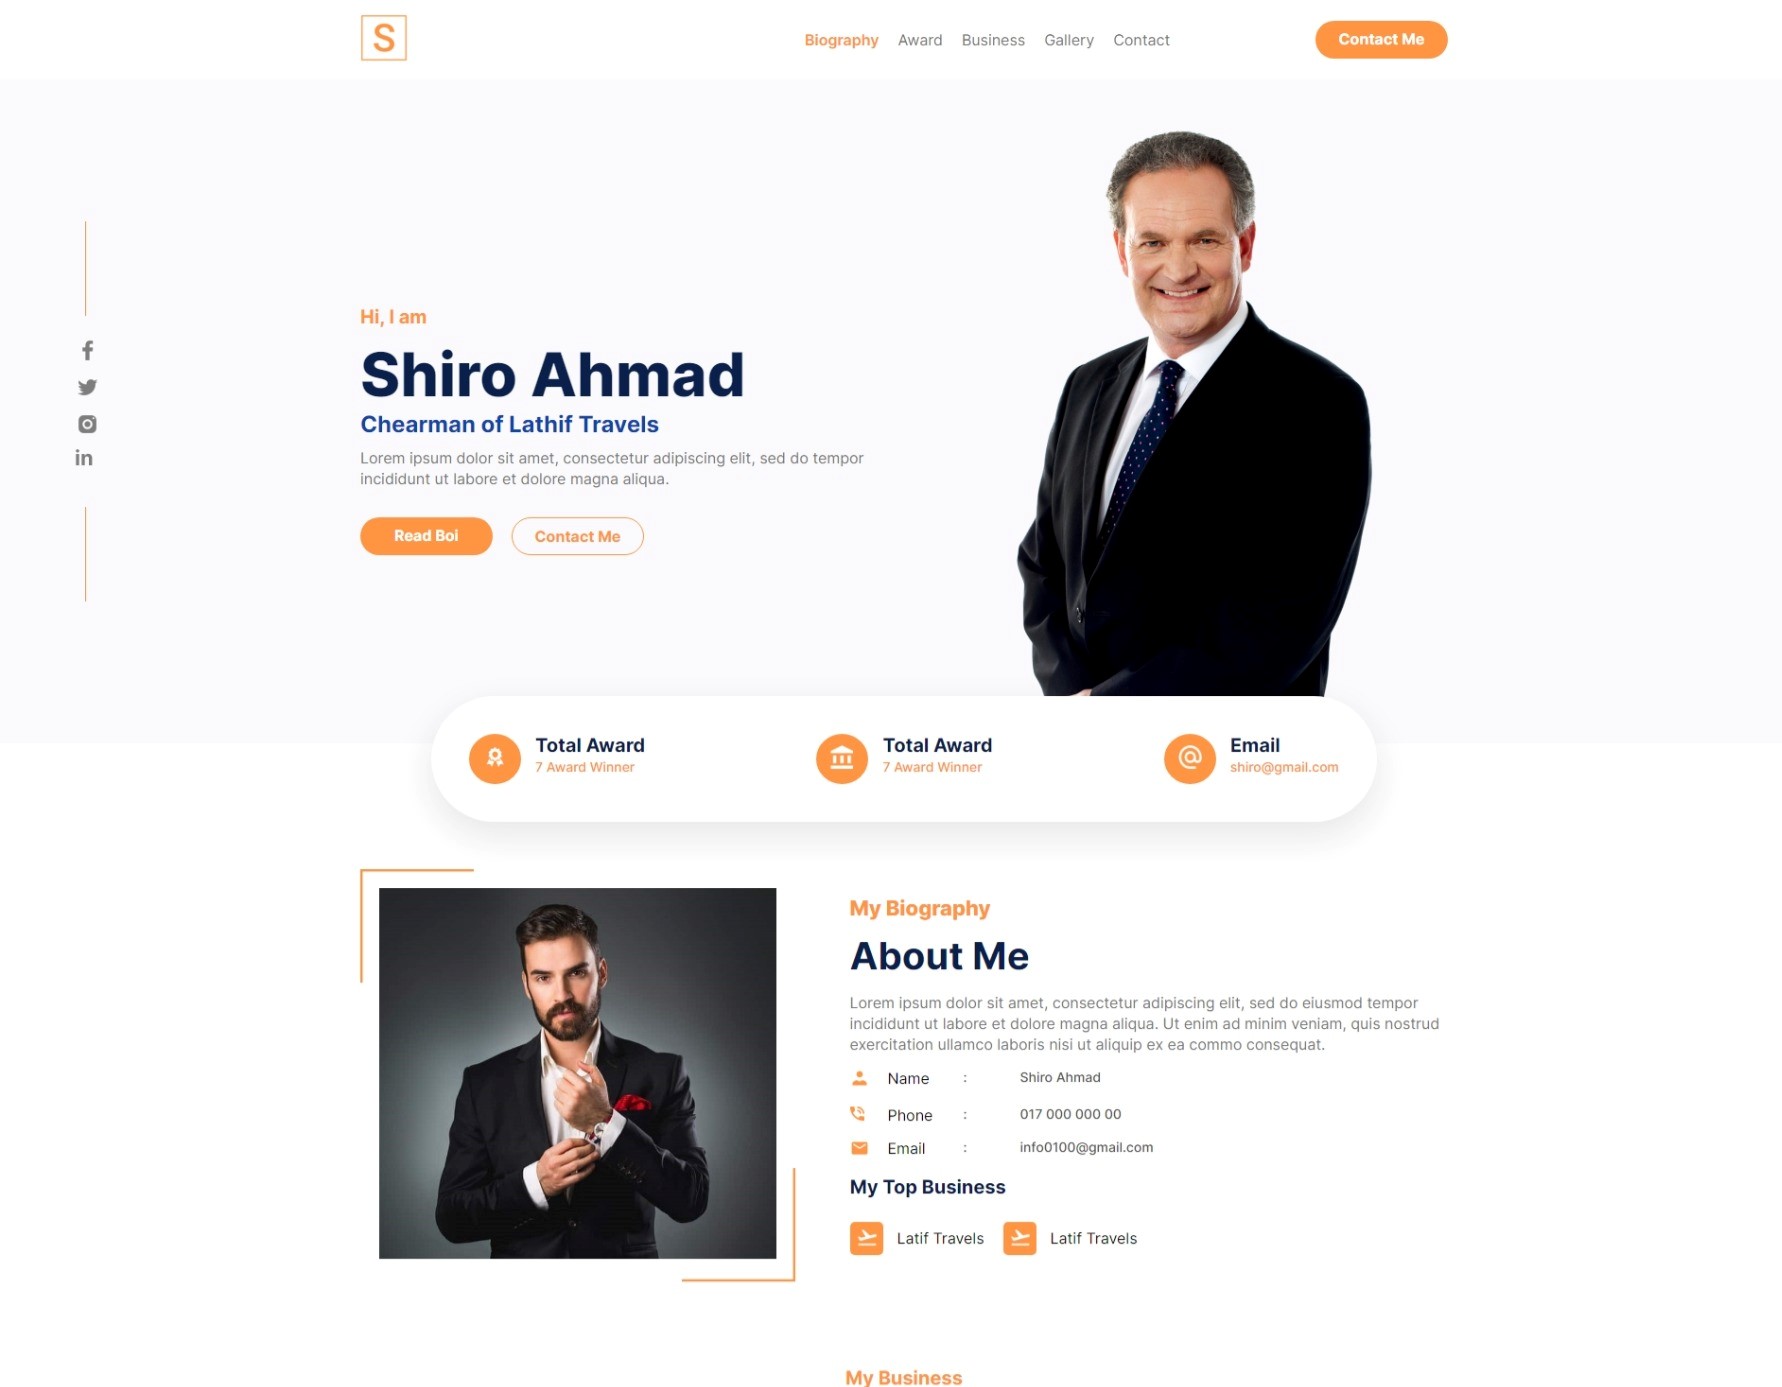 S
Biography Award Business Gallery Contact
Contact Me
Hi, I am
Shiro Ahmad
Chearman of Lathif Travels
Lorem ipsum dolor sit amet, consectetur adipiscing elit, sed do tempor
incididunt ut labore et dolore magna aliqua.
Read Boi
Contact Me
Total Award
7 Award Winner
Total Award
7 Award Winner
Email
shiro@gmail.com
My Biography
About Me
Lorem ipsum dolor sit amet, consectetur adipiscing elit, sed do eiusmod tempor
incididunt ut labore et dolore magna aliqua. Ut enim ad minim veniam, quis nostrud
exercitation ullamco laboris nisi ut aliquip ex ea commo consequat.
Name : Shiro Ahmad
Phone : 017 000 000 00
Email : info0100@gmail.com
My Top Business
Latif Travels
Latif Travels
My Business